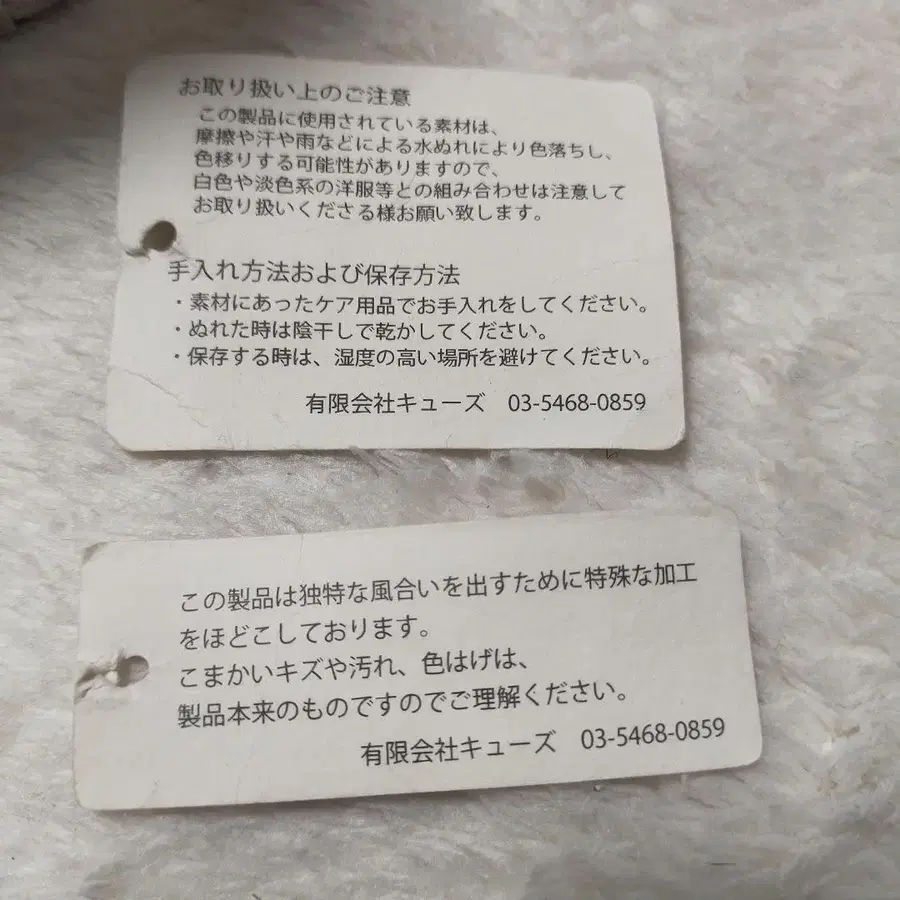 お取り扱い上のご注意
この製品に使用されている素材は、
摩擦や汗や雨などによる水ぬれにより色落ちし、
色移りする可能性がありますので、
白色や淡色系の洋服等との組み合わせは注意して
お取り扱いくださる様お願い致します。
手入れ方法および保存方法
・素材にあったケア用品でお手入れをしてください。
・ぬれた時は陰干しで乾かしてください。
・保存する時は、湿度の高い場所を避けてください。
有限会社キューズ 03-5468-0859
この製品は独特な風合いを出すために特殊な加工
をほどこしております。
こまかいキズや汚れ、色はげは、
製品本来のものですのでご理解ください。
有限会社キューズ 03-5468-0859